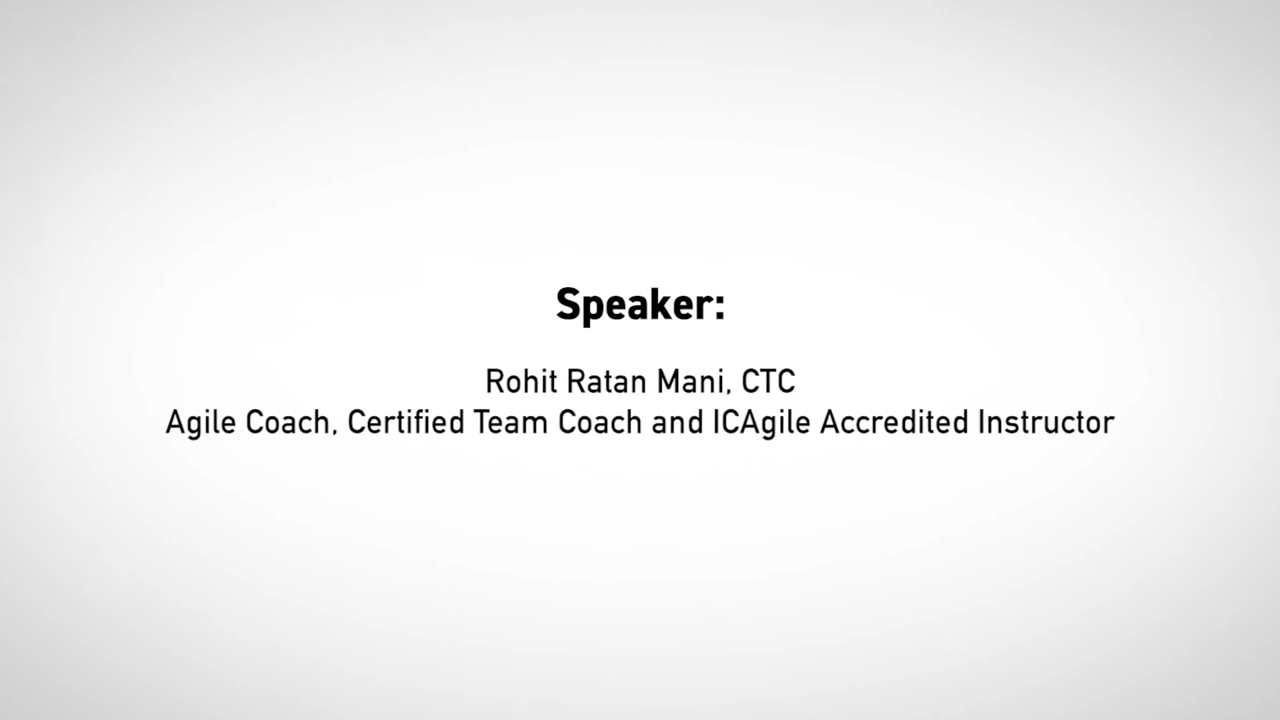 Speaker:
Rohit Ratan Mani, CTC
Agile Coach, Certified Team Coach and ICAgile Accredited Instructor